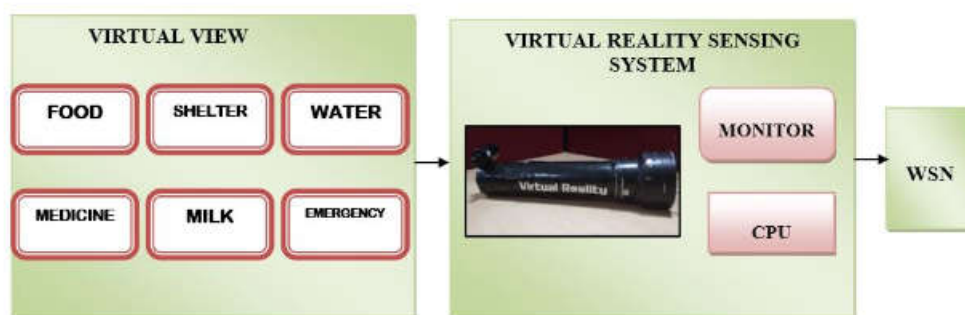 VIRTUAL VIEW
FOOD
SHELTER
WATER
MEDICINE
MILK
EMERGENCY
VIRTUAL REALITY SENSING
SYSTEM
Virtual Reality
MONITOR
CPU
WSN